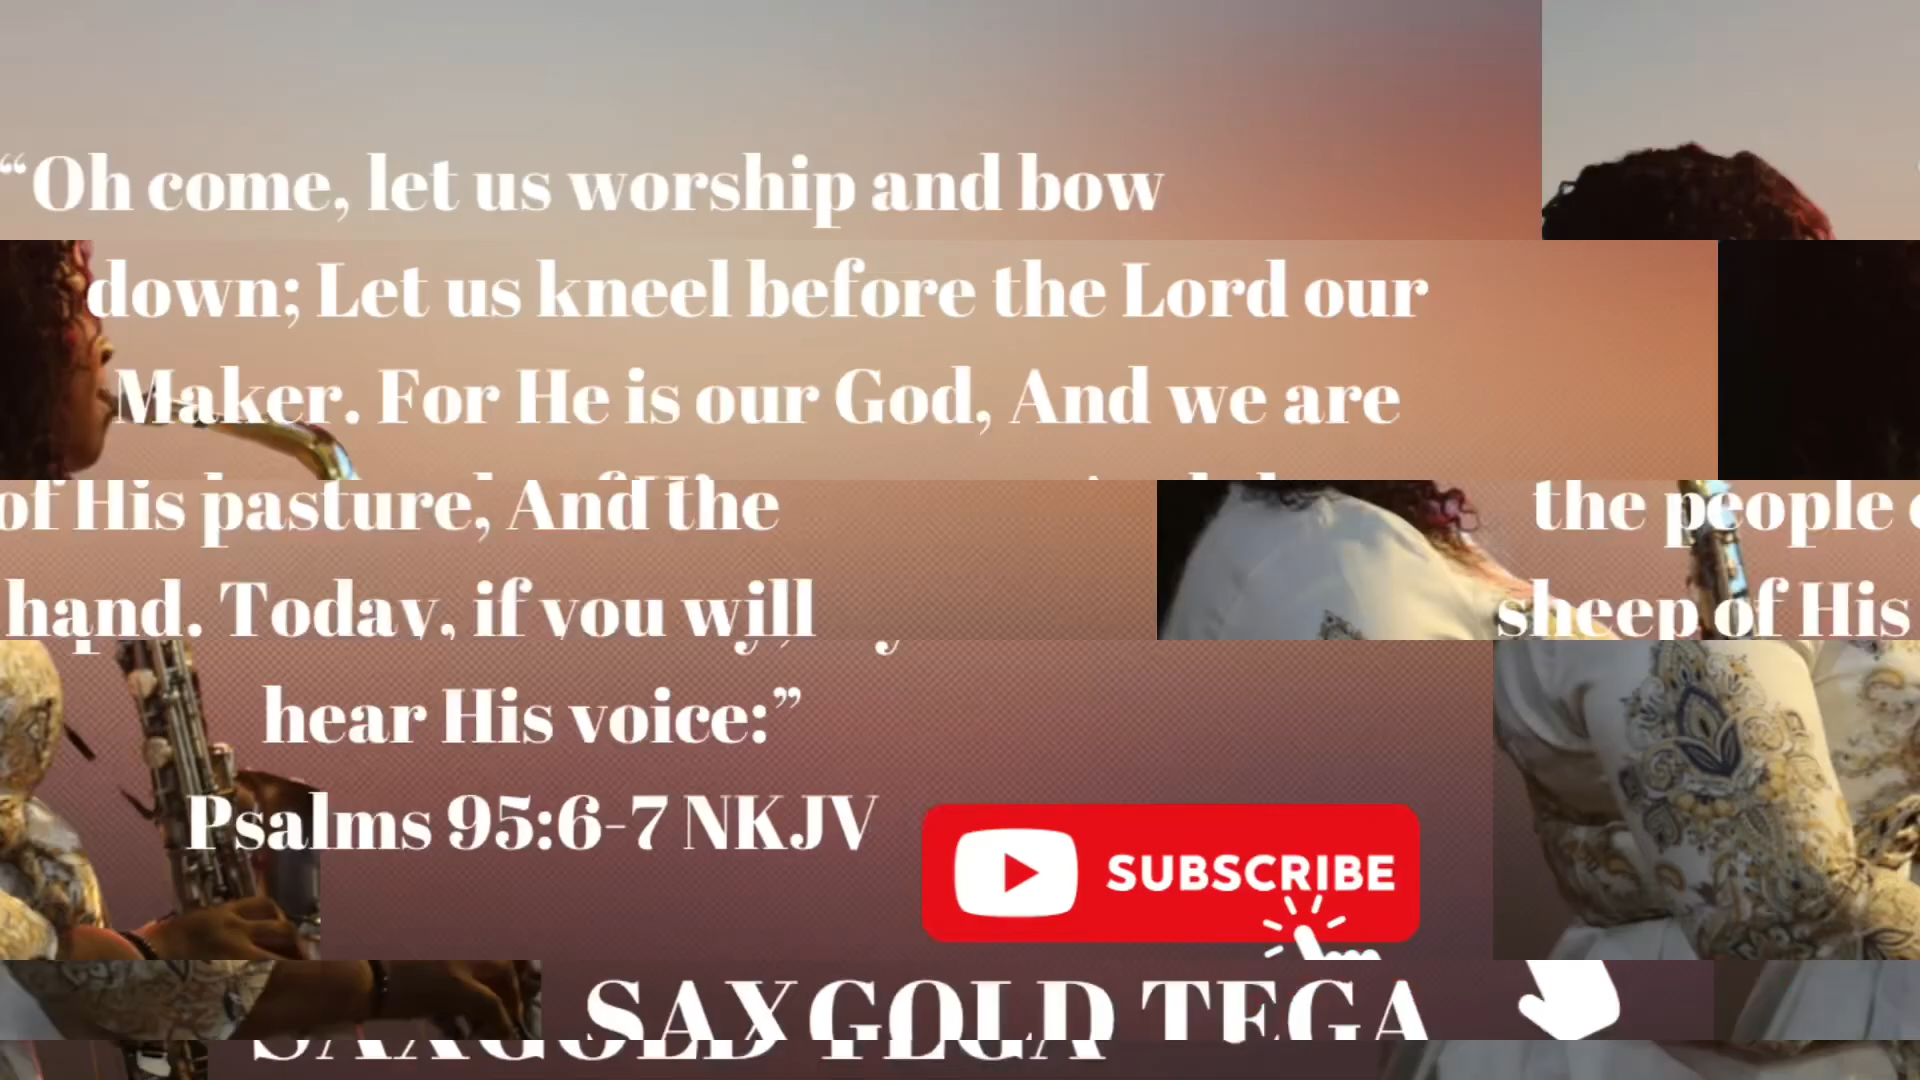 “Oh come, let us worship and bow
down; Let us kneel before the Lord our
Maker. For He is our God, And we are
the people of His pasture, And the
sheep of His hand. Today, if you will
hear His voice:”
Psalms 95:6-7 NKJV
SUBSCRIBE
SAXGOLD TEGA